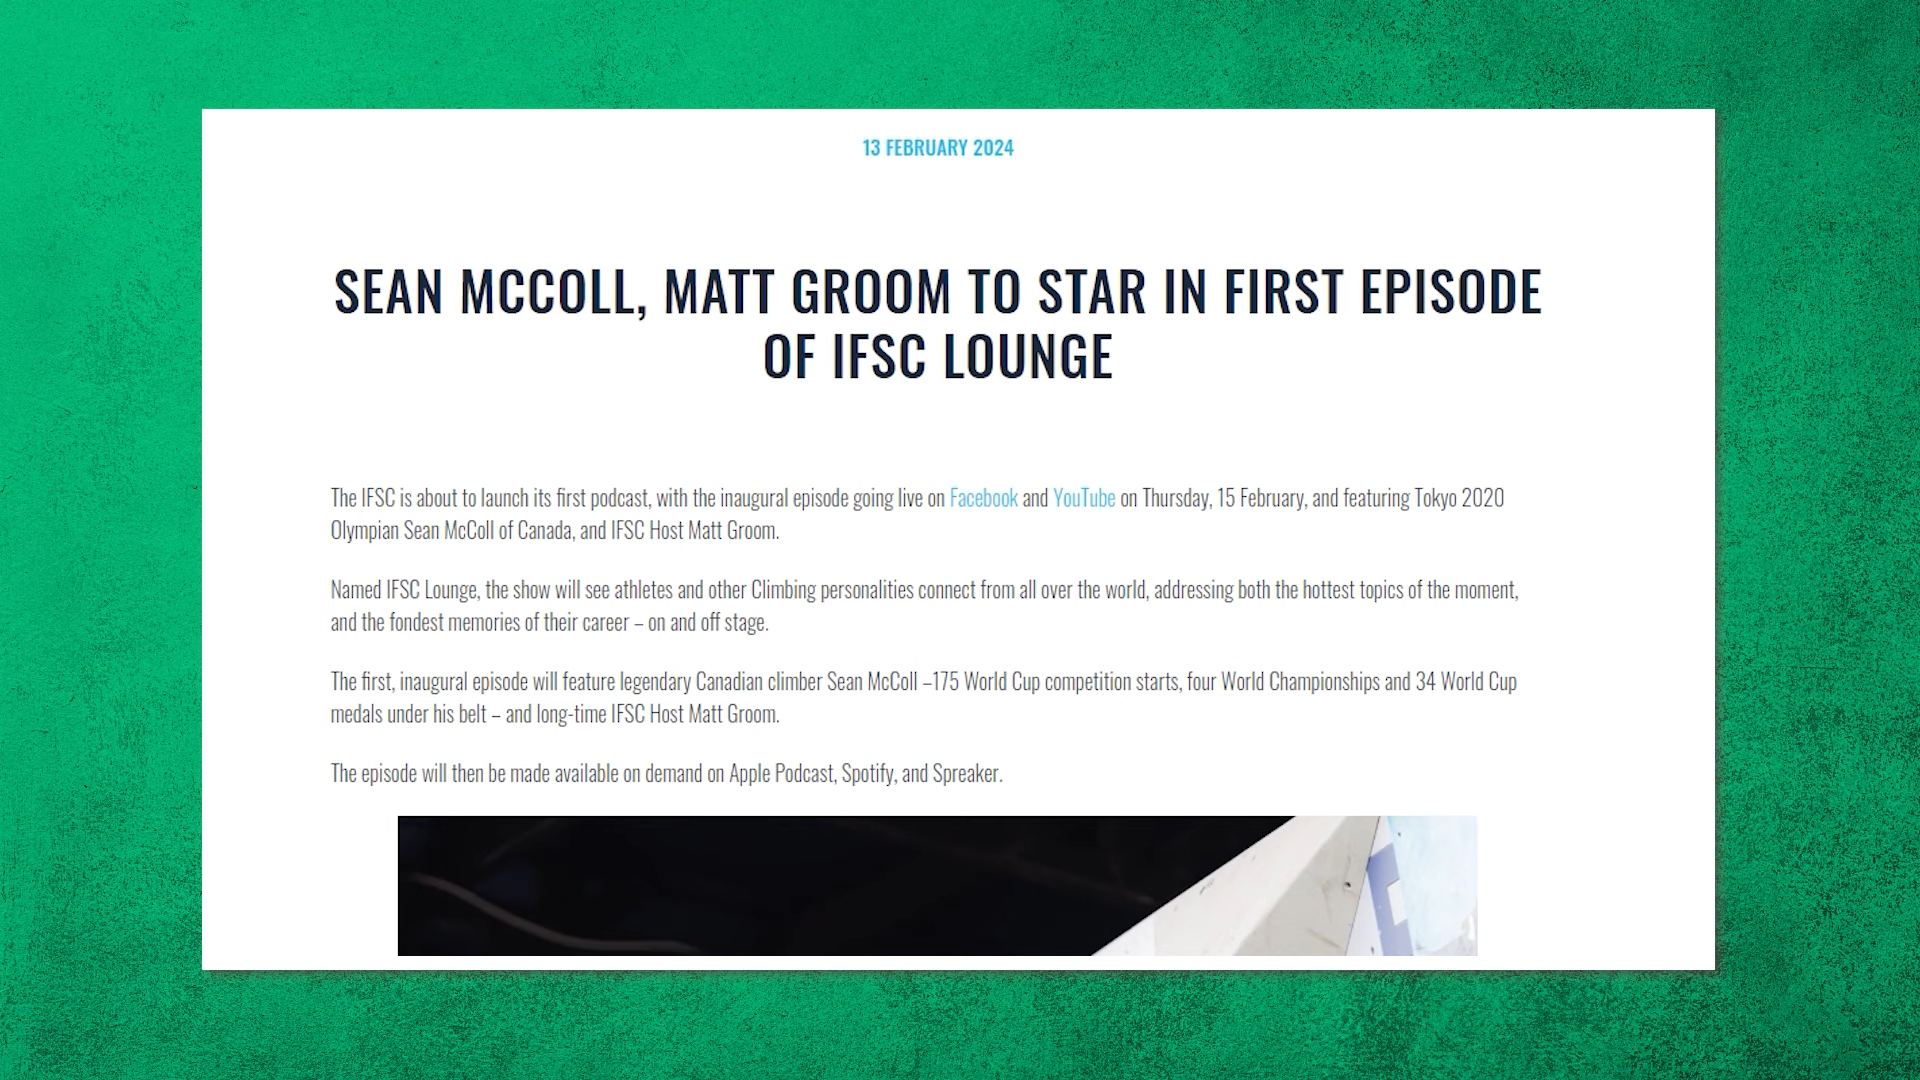 13 FEBRUARY 2024
SEAN MCCOLL, MATT GROOM TO STAR IN FIRST EPISODE
OF IFSC LOUNGE
The IFSC is about to launch its first podcast, with the inaugural episode going live on Facebook and YouTube on Thursday, 15 February, and featuring Tokyo 2020
Olympian Sean McColl of Canada, and IFSC Host Matt Groom.
Named IFSC Lounge, the show will see athletes and other Climbing personalities connect from all over the world, addressing both the hottest topics of the moment,
and the fondest memories of their career – on and off stage.
The first, inaugural episode will feature legendary Canadian climber Sean McColl –175 World Cup competition starts, four World Championships and 34 World Cup
medals under his belt – and long-time IFSC Host Matt Groom.
The episode will then be made available on demand on Apple Podcast, Spotify, and Spreaker.